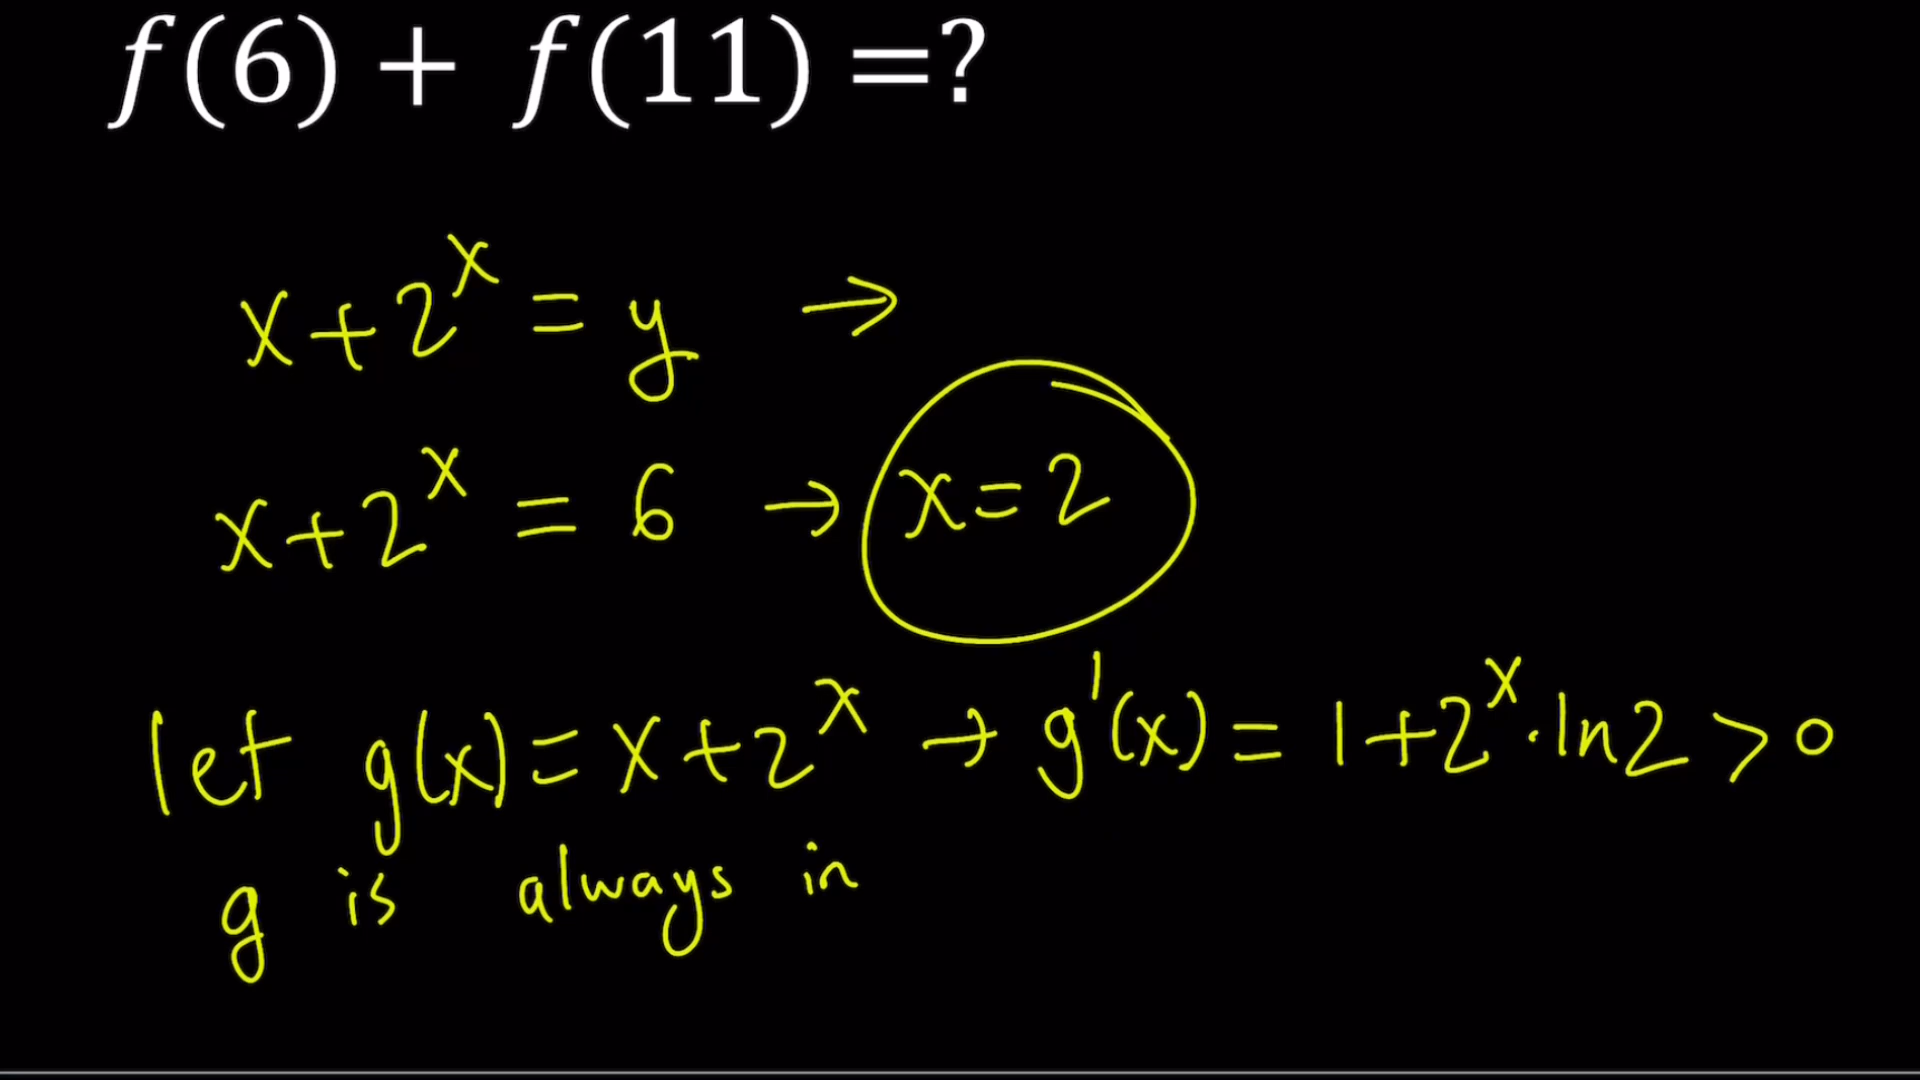 f(6) + f(11) =?
x+2^x = y →
x+2^x = 6 → x=2
let g(x)= x+2^x → g'(x) = 1+2^x·ln2 > 0
g is always in